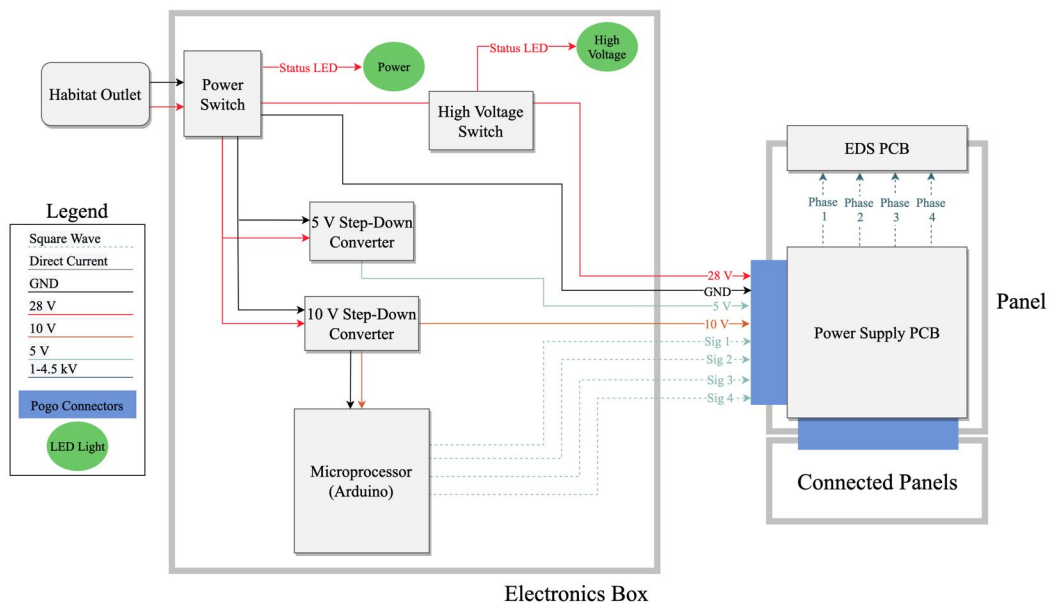 Status LED
Power
Status LED
High
Voltage
Habitat Outlet
Power
Switch
High Voltage
Switch
EDS PCB
Phase
1
Phase
2
Phase
3
Phase
4
Legend
Square Wave
Direct Current
GND
28 V
10 V
5 V
1-4.5 kV
Pogo Connectors
LED Light
5 V Step-Down
Converter
10 V Step-Down
Converter
Microprocessor
(Arduino)
28 V
GND
5 V
10 V
Sig 1
Sig 2
Sig 3
Sig 4
Power Supply PCB
Panel
Connected Panels
Electronics Box